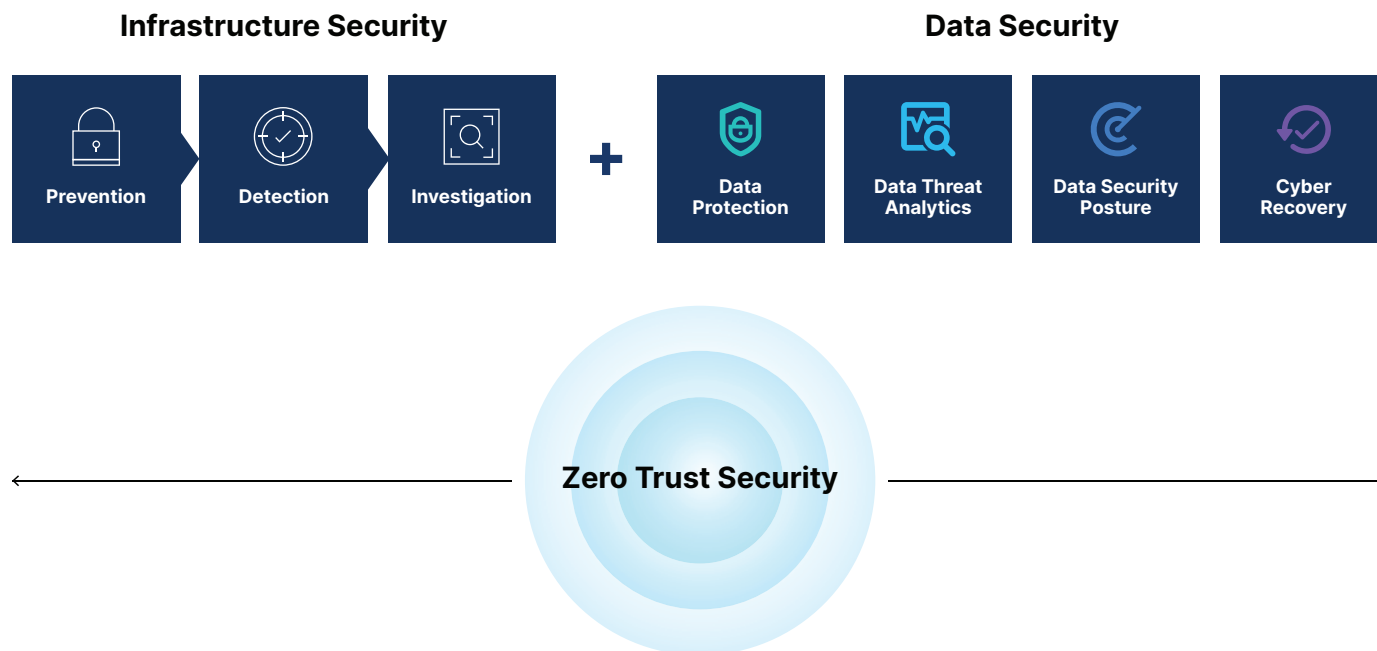 Infrastructure Security
Data Security
Prevention
Detection
Investigation
+
Data
Protection
Data Threat
Analytics
Data Security
Posture
Cyber
Recovery
Zero Trust Security